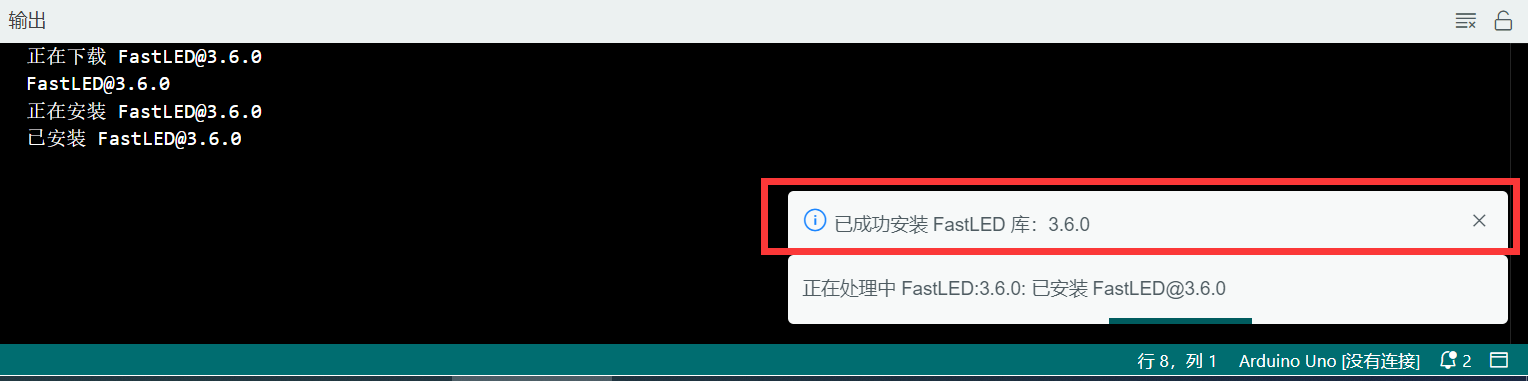 输出
正在下载 FastLED@3.6.0
FastLED@3.6.0
正在安装 FastLED@3.6.0
已安装 FastLED@3.6.0
已成功安装 FastLED 库：3.6.0
正在处理中 FastLED:3.6.0: 已安装 FastLED@3.6.0
行 8，列 1 Arduino Uno [没有连接] 2